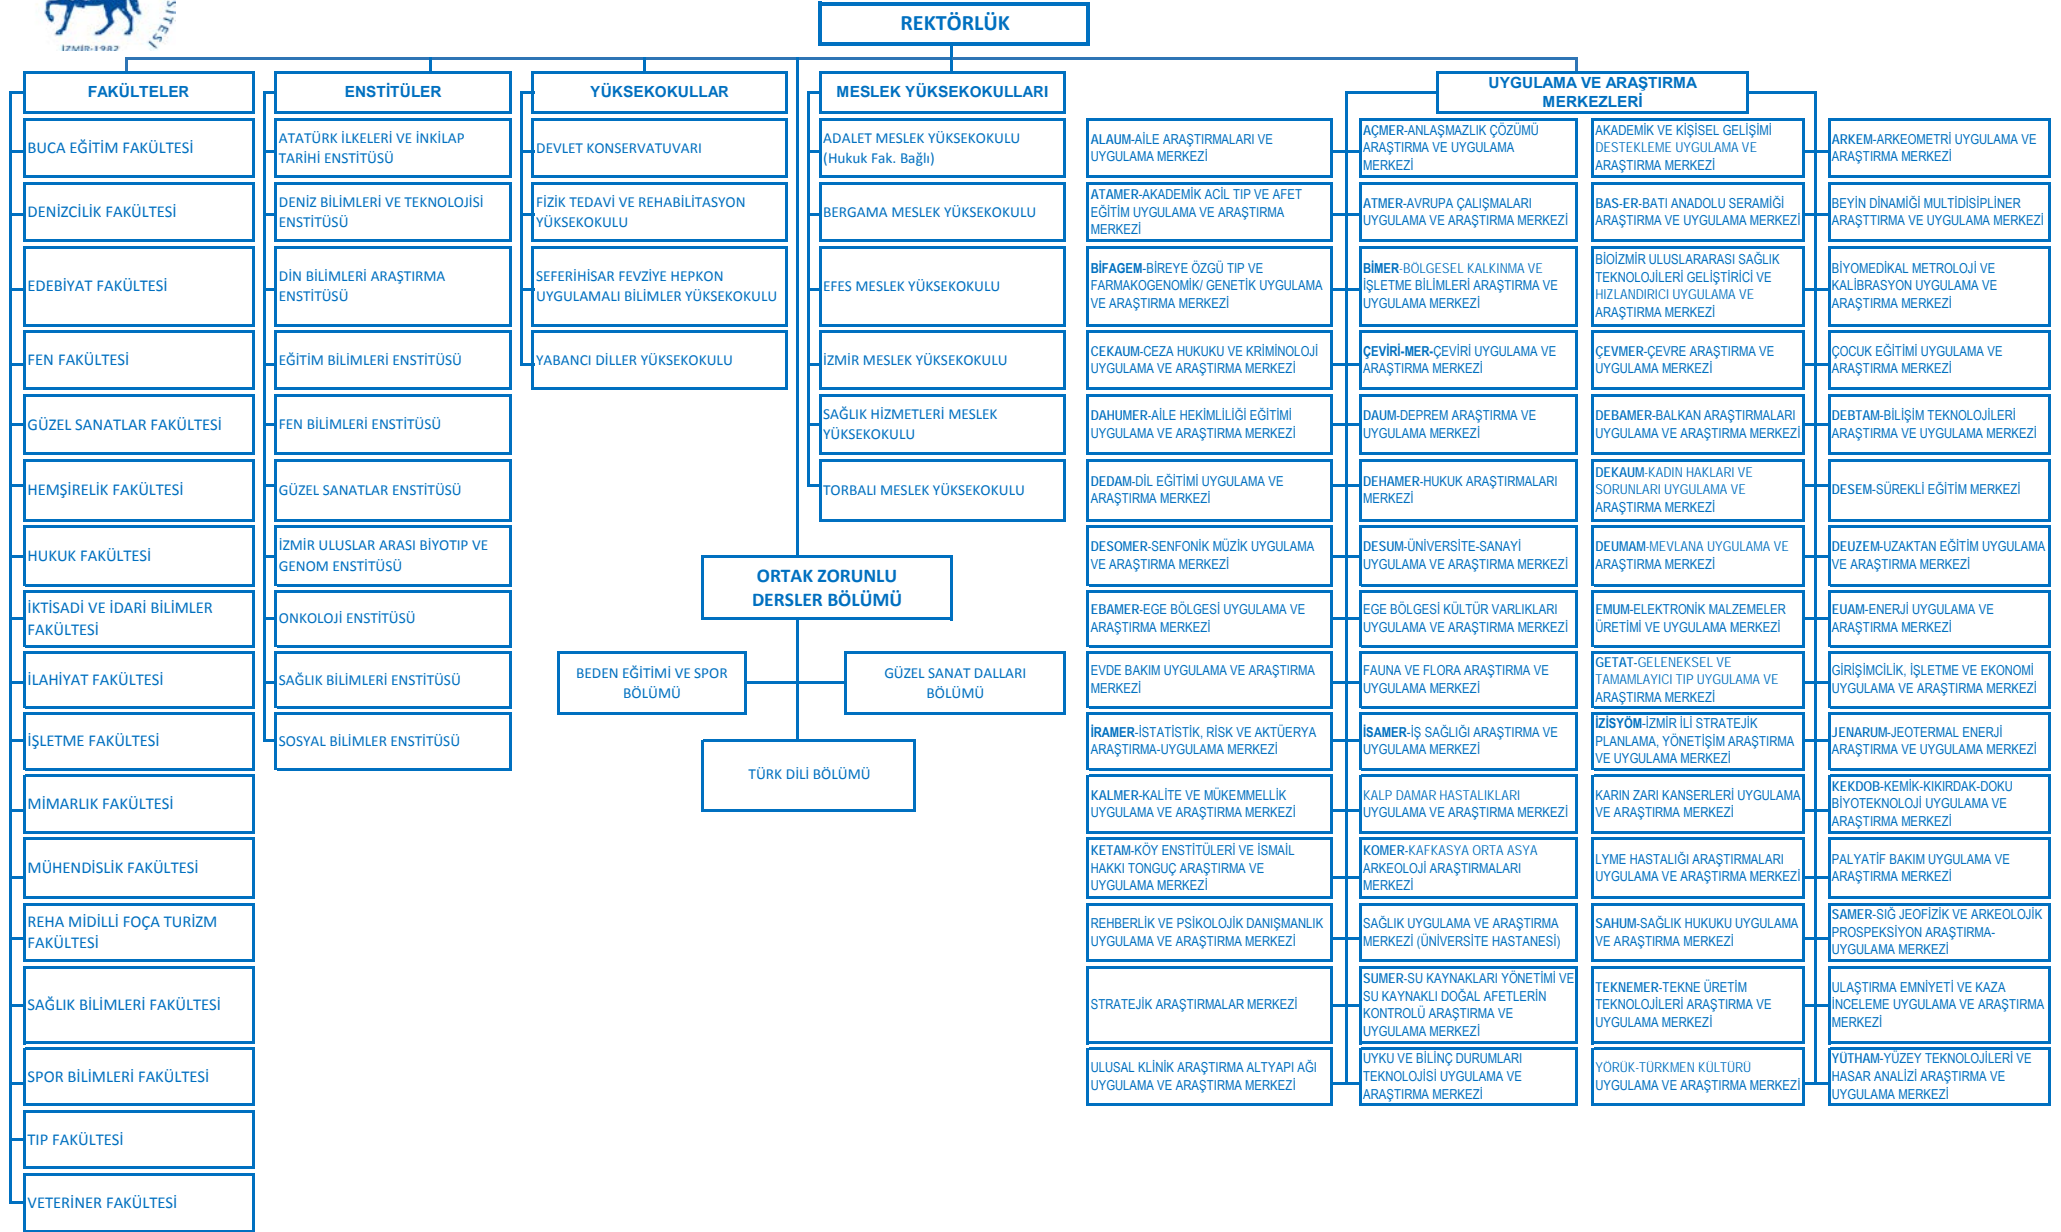 SİTESİ
İZMİR-1982
REKTÖRLÜK
FAKÜLTELER
BUCA EĞİTİM FAKÜLTESİ
DENİZCİLİK FAKÜLTESİ
EDEBİYAT FAKÜLTESİ
FEN FAKÜLTESİ
GÜZEL SANATLAR FAKÜLTESİ
HEMŞİRELİK FAKÜLTESİ
HUKUK FAKÜLTESİ
İKTİSADİ VE İDARİ BİLİMLER
FAKÜLTESİ
İLAHİYAT FAKÜLTESİ
İŞLETME FAKÜLTESİ
MİMARLIK FAKÜLTESİ
MÜHENDİSLİK FAKÜLTESİ
REHA MİDİLLİ FOÇA TURİZM
FAKÜLTESİ
SAĞLIK BİLİMLERİ FAKÜLTESİ
SPOR BİLİMLERİ FAKÜLTESİ
TIP FAKÜLTESİ
VETERİNER FAKÜLTESİ
ENSTİTÜLER
ATATÜRK İLKELERİ VE İNKİLAP
TARİHİ ENSTİTÜSÜ
DENİZ BİLİMLERİ VE TEKNOLOJİSİ
ENSTİTÜSÜ
DİN BİLİMLERİ ARAŞTIRMA
ENSTİTÜSÜ
EĞİTİM BİLİMLERİ ENSTİTÜSÜ
FEN BİLİMLERİ ENSTİTÜSÜ
GÜZEL SANATLAR ENSTİTÜSÜ
İZMİR ULUSLAR ARASI BİYOTIP VE
GENOM ENSTİTÜSÜ
ONKOLOJİ ENSTİTÜSÜ
SAĞLIK BİLİMLERİ ENSTİTÜSÜ
SOSYAL BİLİMLER ENSTİTÜSÜ
YÜKSEKOKULLAR
DEVLET KONSERVATUVARI
FİZİK TEDAVİ VE REHABİLİTASYON
YÜKSEKOKULU
SEFERİHİSAR FEVZİYE HEPKON
UYGULAMALI BİLİMLER YÜKSEKOKULU
YABANCI DİLLER YÜKSEKOKULU
MESLEK YÜKSEKOKULLARI
ADALET MESLEK YÜKSEKOKULU
(Hukuk Fak. Bağlı)
BERGAMA MESLEK YÜKSEKOKULU
EFES MESLEK YÜKSEKOKULU
İZMİR MESLEK YÜKSEKOKULU
SAĞLIK HİZMETLERİ MESLEK
YÜKSEKOKULU
TORBALI MESLEK YÜKSEKOKULU
ORTAK ZORUNLU
DERSLER BÖLÜMÜ
BEDEN EĞİTİMİ VE SPOR
BÖLÜMÜ
GÜZEL SANAT DALLARI
BÖLÜMÜ
TÜRK DİLİ BÖLÜMÜ
UYGULAMA VE ARAŞTIRMA
MERKEZLERİ
ALAUM-AİLE ARAŞTIRMALARI VE
UYGULAMA MERKEZİ
AÇMER-ANLAŞMAZLIK ÇÖZÜMÜ
ARAŞTIRMA VE UYGULAMA
MERKEZİ
AKADEMİK VE KİŞİSEL GELİŞİMİ
DESTEKLEME UYGULAMA VE
ARAŞTIRMA MERKEZİ
ARKEM-ARKEOMETRİ UYGULAMA VE
ARAŞTIRMA MERKEZİ
ATAMER-AKADEMİK ACİL TIP VE AFET
EĞİTİM UYGULAMA VE ARAŞTIRMA
MERKEZİ
ATMER-AVRUPA ÇALIŞMALARI
UYGULAMA VE ARAŞTIRMA MERKEZİ
BAS-ER-BATI ANADOLU SERAMİĞİ
ARAŞTIRMA VE UYGULAMA MERKEZİ
BEYİN DİNAMİĞİ MULTİDİSİPLİNER
ARAŞTTIRMA VE UYGULAMA MERKEZİ
BİFAGEM-BİREYE ÖZGÜ TIP VE
FARMAKOGENOMİK/ GENETİK UYGULAMA
VE ARAŞTIRMA MERKEZİ
BİMER-BÖLGESEL KALKINMA VE
İŞLETME BİLİMLERİ ARAŞTIRMA VE
UYGULAMA MERKEZİ
BİOİZMİR ULUSLARARASI SAĞLIK
TEKNOLOJİLERİ GELİŞTİRİCİ VE
HIZLANDIRICI UYGULAMA VE
ARAŞTIRMA MERKEZİ
BİYOMEDİKAL METROLOJİ VE
KALİBRASYON UYGULAMA VE
ARAŞTIRMA MERKEZİ
CEKAUM-CEZA HUKUKU VE KRİMİNOLOJİ
UYGULAMA VE ARAŞTIRMA MERKEZİ
ÇEVİRİ-MER-ÇEVİRİ UYGULAMA VE
ARAŞTIRMA MERKEZİ
ÇEVMER-ÇEVRE ARAŞTIRMA VE
UYGULAMA MERKEZİ
ÇOCUK EĞİTİMİ UYGULAMA VE
ARAŞTIRMA MERKEZİ
DAHUMER-AİLE HEKİMLİLİĞİ EĞİTİMİ
UYGULAMA VE ARAŞTIRMA MERKEZİ
DAUM-DEPREM ARAŞTIRMA VE
UYGULAMA MERKEZİ
DEBAMER-BALKAN ARAŞTIRMALARI
UYGULAMA VE ARAŞTIRMA MERKEZİ
DEBTAM-BİLİŞİM TEKNOLOJİLERİ
ARAŞTIRMA VE UYGULAMA MERKEZİ
DEDAM-DİL EĞİTİMİ UYGULAMA VE
ARAŞTIRMA MERKEZİ
DEHAMER-HUKUK ARAŞTIRMALARI
MERKEZİ
DEKAUM-KADIN HAKLARI VE
SORUNLARI UYGULAMA VE
ARAŞTIRMA MERKEZİ
DESEM-SÜREKLİ EĞİTİM MERKEZİ
DESOMER-SENFONİK MÜZİK UYGULAMA
VE ARAŞTIRMA MERKEZİ
DESUM-ÜNİVERSİTE-SANAYİ
UYGULAMA VE ARAŞTIRMA MERKEZİ
DEUMAM-MEVLANA UYGULAMA VE
ARAŞTIRMA MERKEZİ
DEUZEM-UZAKTAN EĞİTİM UYGULAMA
VE ARAŞTIRMA MERKEZİ
EBAMER-EGE BÖLGESİ UYGULAMA VE
ARAŞTIRMA MERKEZİ
EGE BÖLGESİ KÜLTÜR VARLIKLARI
UYGULAMA VE ARAŞTIRMA MERKEZİ
EMUM-ELEKTRONİK MALZEMELER
ÜRETİMİ VE UYGULAMA MERKEZİ
EUAM-ENERJİ UYGULAMA VE
ARAŞTIRMA MERKEZİ
EVDE BAKIM UYGULAMA VE ARAŞTIRMA
MERKEZİ
FAUNA VE FLORA ARAŞTIRMA VE
UYGULAMA MERKEZİ
GETAT-GELENEKSEL VE
TAMAMLAYICI TIP UYGULAMA VE
ARAŞTIRMA MERKEZİ
GİRİŞİMCİLİK, İŞLETME VE EKONOMİ
UYGULAMA VE ARAŞTIRMA MERKEZİ
İRAMER-İSTATİSTİK, RİSK VE AKTÜERYA
ARAŞTIRMA-UYGULAMA MERKEZİ
İSAMER-İŞ SAĞLIĞI ARAŞTIRMA VE
UYGULAMA MERKEZİ
İZİSYÖM-İZMİR İLİ STRATEJİK
PLANLAMA, YÖNETİŞİM ARAŞTIRMA
VE UYGULAMA MERKEZİ
JENARUM-JEOTERMAL ENERJİ
ARAŞTIRMA VE UYGULAMA MERKEZİ
KALMER-KALİTE VE MÜKEMMELLİK
UYGULAMA VE ARAŞTIRMA MERKEZİ
KALP DAMAR HASTALIKLARI
UYGULAMA VE ARAŞTIRMA MERKEZİ
KARIN ZARI KANSERLERİ UYGULAMA
VE ARAŞTIRMA MERKEZİ
KEKDOB-KEMİK-KIKIRDAK-DOKU
BİYOTEKNOLOJİ UYGULAMA VE
ARAŞTIRMA MERKEZİ
KETAM-KÖY ENSTİTÜLERİ VE İSMAİL
HAKKI TONGUÇ ARAŞTIRMA VE
UYGULAMA MERKEZİ
KOMER-KAFKASYA ORTA ASYA
ARKEOLOJİ ARAŞTIRMALARI
MERKEZİ
LYME HASTALIĞI ARAŞTIRMALARI
UYGULAMA VE ARAŞTIRMA MERKEZİ
PALYATİF BAKIM UYGULAMA VE
ARAŞTIRMA MERKEZİ
REHBERLİK VE PSİKOLOJİK DANIŞMANLIK
UYGULAMA VE ARAŞTIRMA MERKEZİ
SAĞLIK UYGULAMA VE ARAŞTIRMA
MERKEZİ (ÜNİVERSİTE HASTANESİ)
SAHUM-SAĞLIK HUKUKU UYGULAMA
VE ARAŞTIRMA MERKEZİ
SAMER-SIĞ JEOFİZİK VE ARKEOLOJİK
PROSPEKSİYON ARAŞTIRMA-
UYGULAMA MERKEZİ
STRATEJİK ARAŞTIRMALAR MERKEZİ
SUMER-SU KAYNAKLARI YÖNETİMİ VE
SU KAYNAKLI DOĞAL AFETLERİN
KONTROLÜ ARAŞTIRMA VE
UYGULAMA MERKEZİ
TEKNEMER-TEKNE ÜRETİM
TEKNOLOJİLERİ ARAŞTIRMA VE
UYGULAMA MERKEZİ
ULAŞTIRMA EMNİYETİ VE KAZA
İNCELEME UYGULAMA VE ARAŞTIRMA
MERKEZİ
ULUSAL KLİNİK ARAŞTIRMA ALTYAPI AĞI
UYGULAMA VE ARAŞTIRMA MERKEZİ
UYKU VE BİLİNÇ DURUMLARI
TEKNOLOJİSİ UYGULAMA VE
ARAŞTIRMA MERKEZİ
YÖRÜK-TÜRKMEN KÜLTÜRÜ
UYGULAMA VE ARAŞTIRMA MERKEZİ
YÜTHAM-YÜZEY TEKNOLOJİLERİ VE
HASAR ANALİZİ ARAŞTIRMA VE
UYGULAMA MERKEZİ